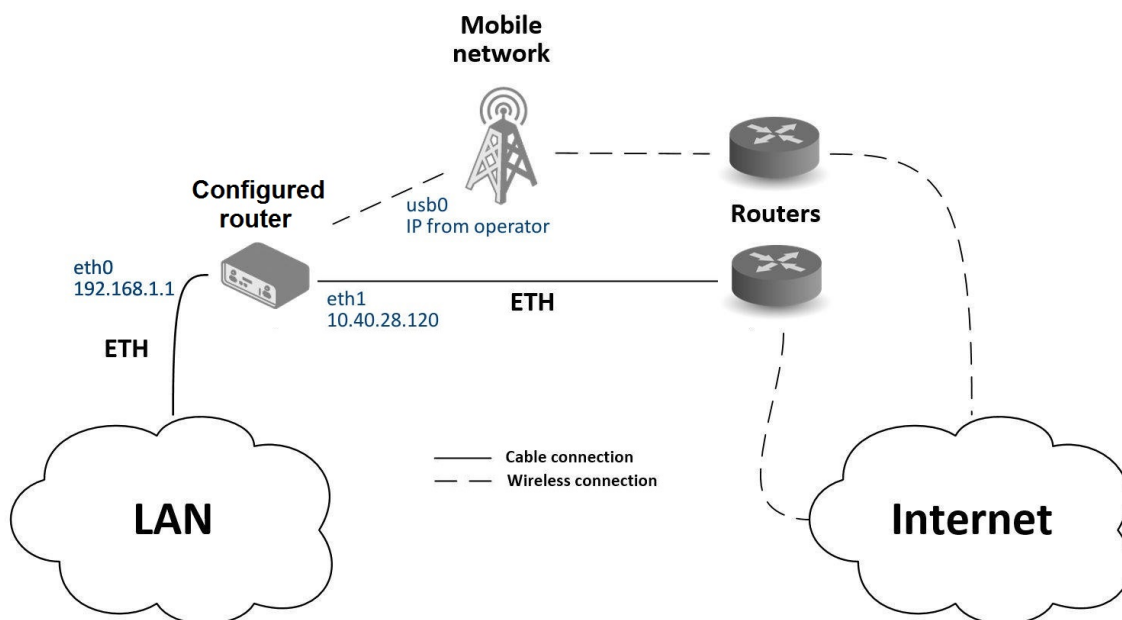 Mobile
network
Configured
router
usb0
IP from operator
Routers
eth0
192.168.1.1
eth1
10.40.28.120
ETH
ETH
Cable connection
Wireless connection
LAN
Internet